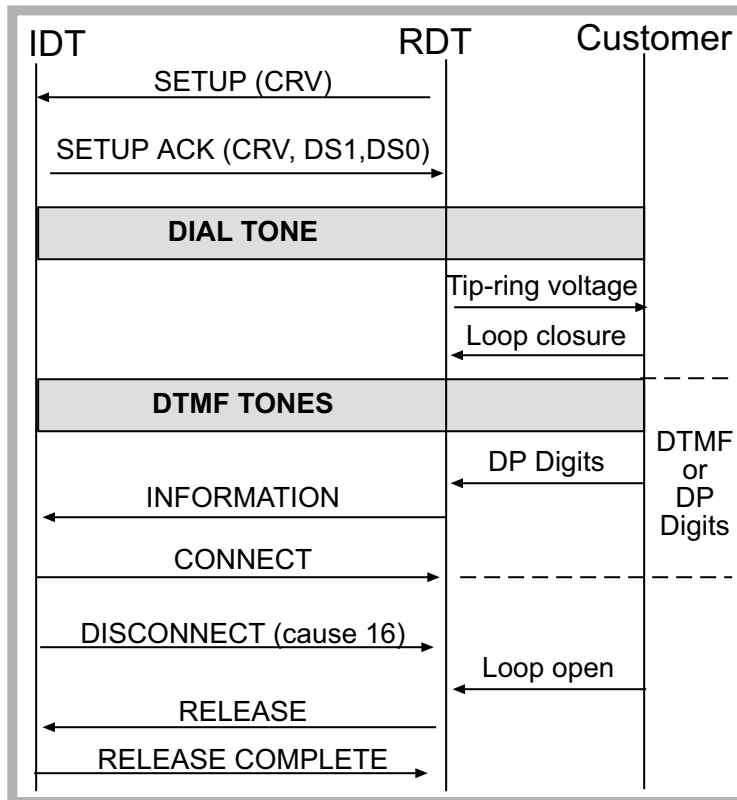 IDT RDT Customer
SETUP (CRV)
SETUP ACK (CRV, DS1,DS0)
DIAL TONE
Tip-ring voltage
Loop closure
DTMF TONES
DTMF
or
DP
Digits
DP Digits
INFORMATION
CONNECT
DISCONNECT (cause 16)
Loop open
RELEASE
RELEASE COMPLETE